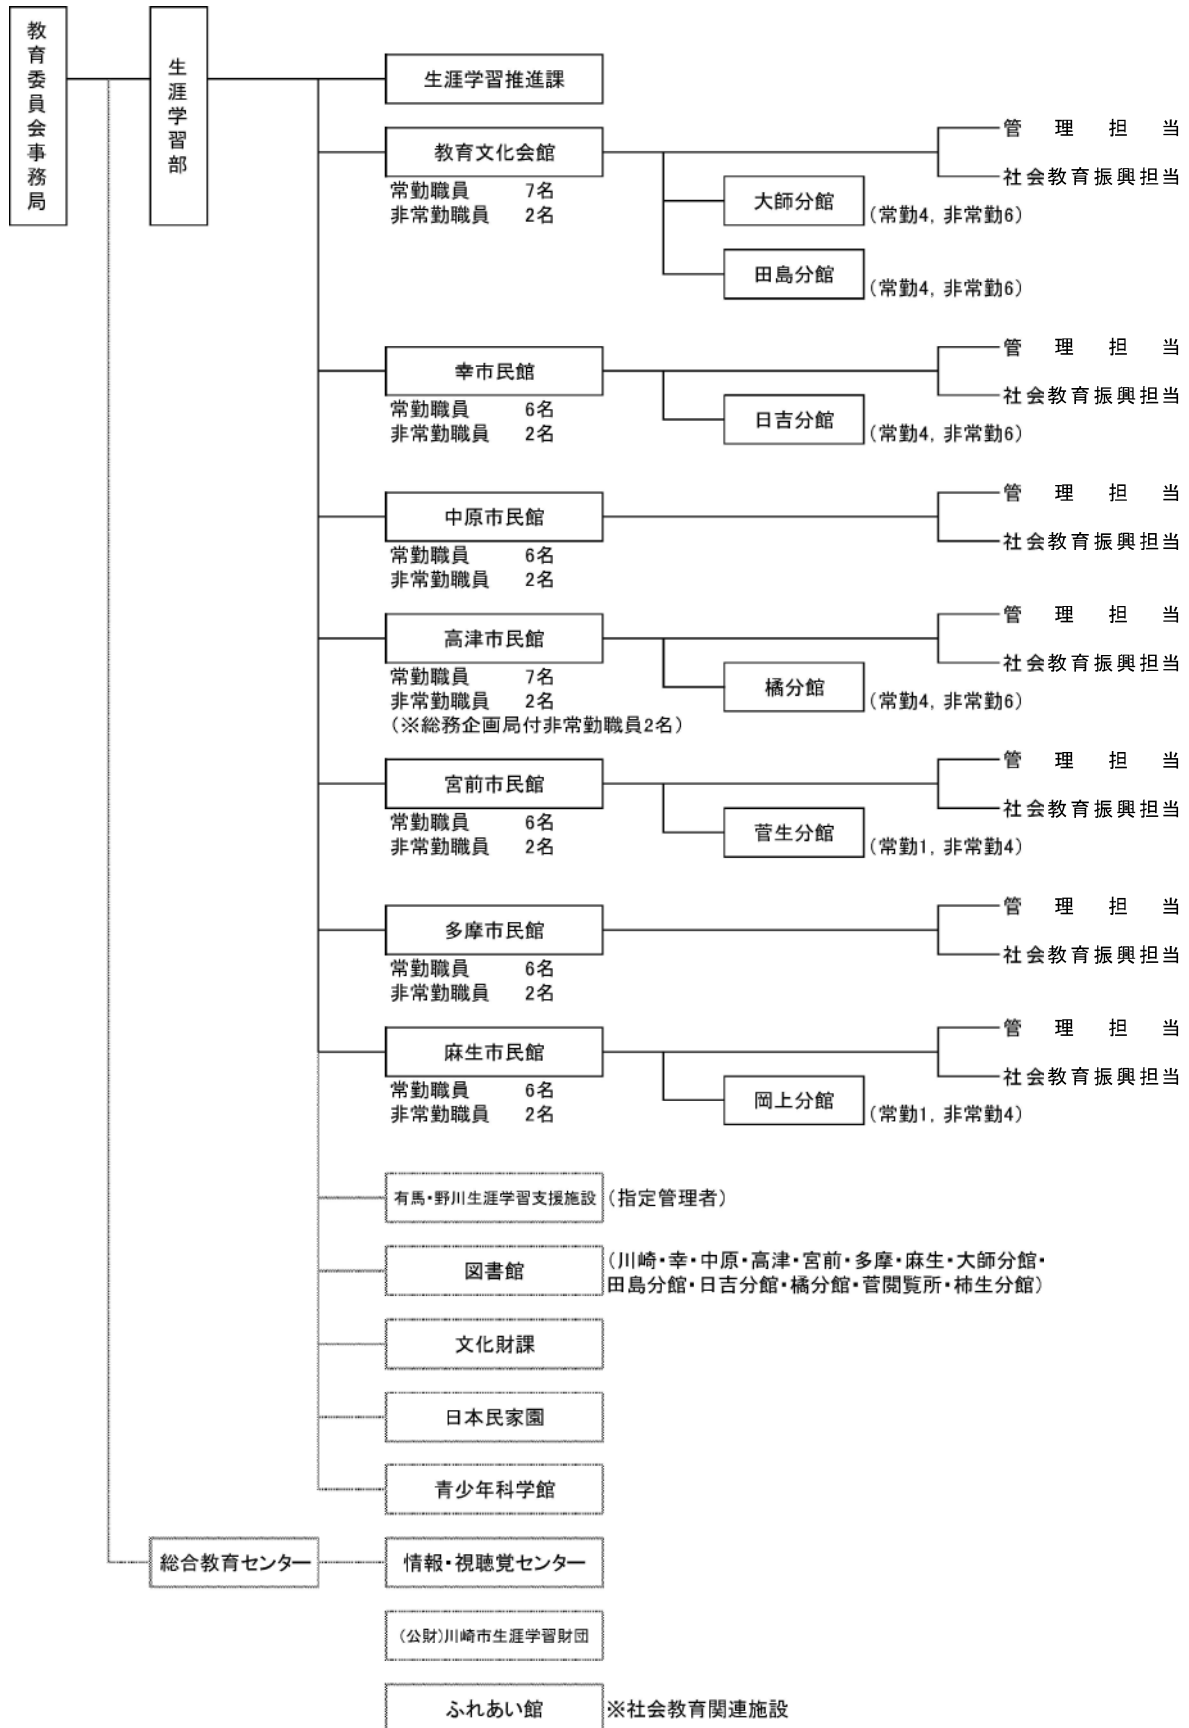 教育委員会事務局
生涯学習部
生涯学習推進課
教育文化会館
常勤職員 7名
非常勤職員 2名
管理担当
社会教育振興担当
大師分館
(常勤4, 非常勤6)
田島分館
(常勤4, 非常勤6)
幸市民館
常勤職員 6名
非常勤職員 2名
管理担当
社会教育振興担当
日吉分館
(常勤4, 非常勤6)
中原市民館
常勤職員 6名
非常勤職員 2名
管理担当
社会教育振興担当
高津市民館
常勤職員 7名
非常勤職員 2名
(※総務企画局付非常勤職員2名)
管理担当
社会教育振興担当
橘分館
(常勤4, 非常勤6)
宮前市民館
常勤職員 6名
非常勤職員 2名
管理担当
社会教育振興担当
菅生分館
(常勤1, 非常勤4)
多摩市民館
常勤職員 6名
非常勤職員 2名
管理担当
社会教育振興担当
麻生市民館
常勤職員 6名
非常勤職員 2名
管理担当
社会教育振興担当
岡上分館
(常勤1, 非常勤4)
有馬・野川生涯学習支援施設 (指定管理者)
図書館
(川崎・幸・中原・高津・宮前・多摩・麻生・大師分館・
田島分館・日吉分館・橘分館・菅閲覧所・柿生分館)
文化財課
日本民家園
青少年科学館
総合教育センター
情報・視聴覚センター
(公財)川崎市生涯学習財団
ふれあい館 ※社会教育関連施設